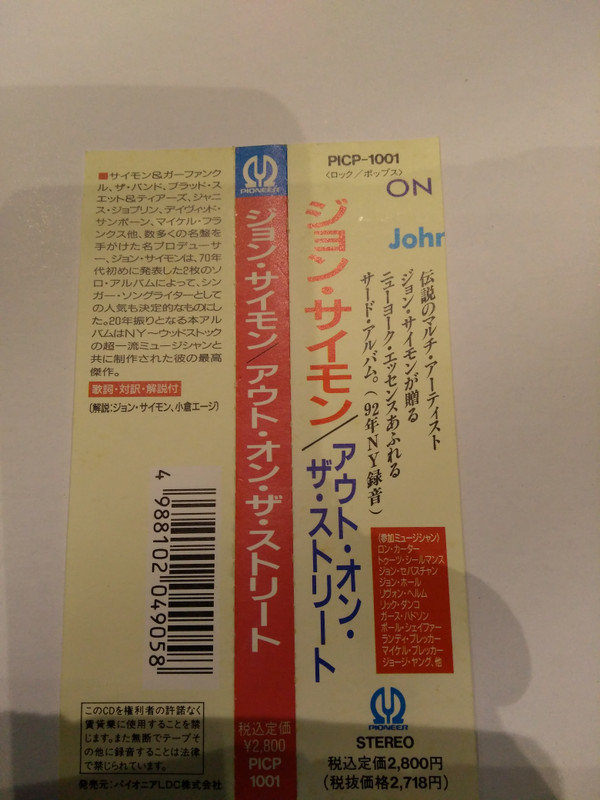 ■サイモン&ガーファンク
ル、ザ・バンド、ブラッド・ス
エット&ティアーズ、ジャニス
・ジョプリン、デイヴィッド・
サンボーン、マイケル・フラ
ンクス他、数多くの名盤を
手がけた名プロデューサ
ー、ジョン・サイモンは、70年
代初めに発表した2枚のソ
ロ・アルバムによって、シン
ガー・ソングライターとして
の人気も決定的なものにし
た。20年振りとなる本アル
バムはNY〜ウッドストック
の超一流ミュージシャンと
共に制作された彼の最高
傑作。
歌詞・対訳・解説付
(解説:ジョン・サイモン、小倉エージ)
4 988102 049058
このCDを権利者の許諾なく
賃貸業に使用することを禁
じます。また無断でテープそ
の他に録音することは法律
で禁じられています。
発売元:パイオニアLDC株式会社
PIONEER
ジョン・サイモン/アウト・オン・ザ・ストリート
税込定価
¥2,800
PICP
1001
PICP-1001
〈ロック/ポップス〉
ON
John
伝説のマルチ・アーティスト
ジョン・サイモンが贈る
ニューヨーク・エッセンスあふれる
サード・アルバム。(92年NY録音)
ジョン・サイモン/アウト・オン・
ザ・ストリート
(参加ミュージシャン)
ロン・カーター
トゥーツ・シールマンス
ジョン・セバスチャン
ジョン・ホール
リヴォン・ヘルム
リック・ダンコ
ガース・ハドソン
ポール・シェイファー
ランディ・ブレッカー
マイケル・ブレッカー
ジョージ・ヤング、他
PIONEER
STEREO
税込定価2,800円
(税抜価格2,718円)